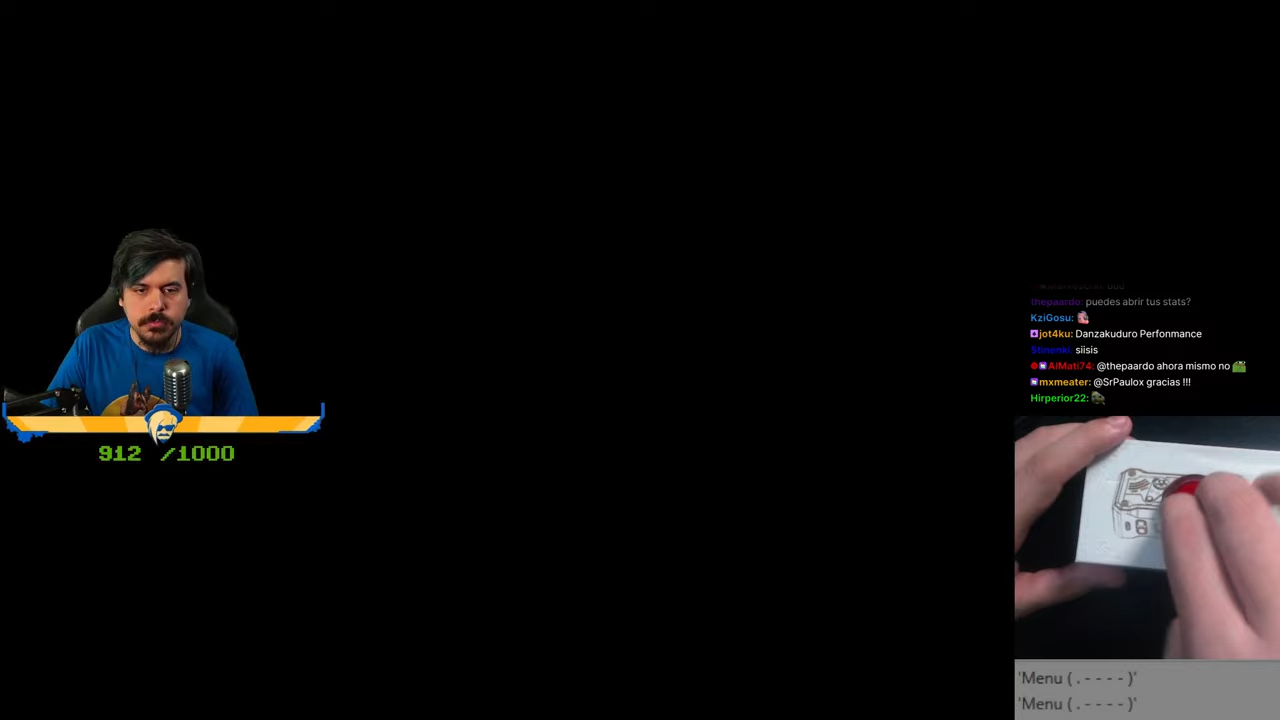 thepaardo: puedes abrir tus stats?
KziGosu:
jot4ku: Danzakuduro Perfonmance
siisis
AlMati74: @thepaardo ahora mismo no
mxmeater: @SrPaulox gracias !!!
Hirperior22:
912 /1000
'Menu ( . - - - - )'
'Menu ( . - - - - )'